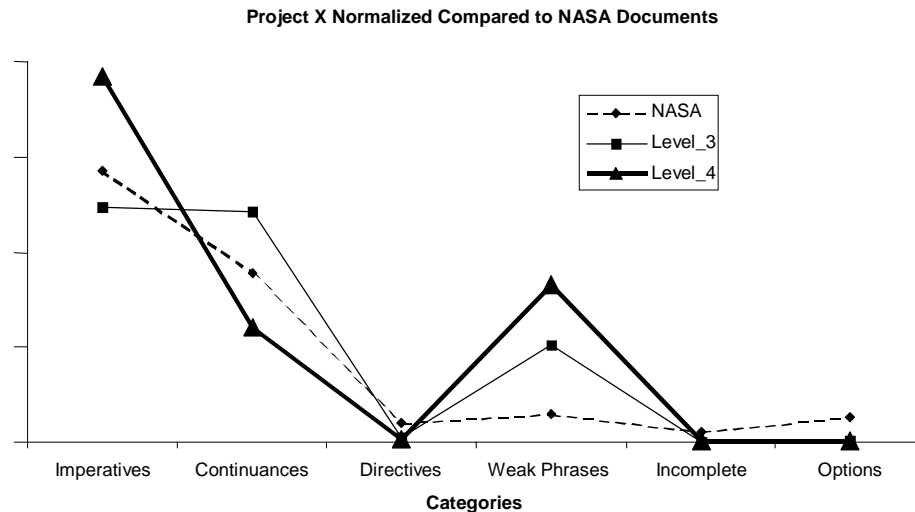 Project X Normalized Compared to NASA Documents
NASA
Level_3
Level_4
Imperatives Continuances Directives Weak Phrases Incomplete Options
Categories